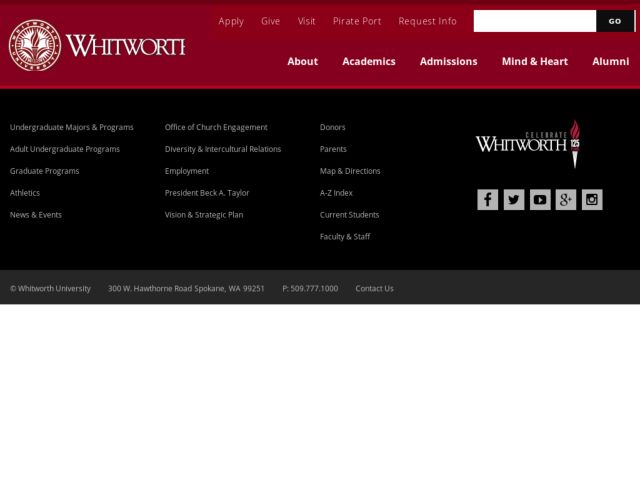 Apply Give Visit Pirate Port Request Info GO
WHITWORTH
About Academics Admissions Mind & Heart Alumni
Undergraduate Majors & Programs
Adult Undergraduate Programs
Graduate Programs
Athletics
News & Events
Office of Church Engagement
Diversity & Intercultural Relations
Employment
President Beck A. Taylor
Vision & Strategic Plan
Donors
Parents
Map & Directions
A-Z Index
Current Students
Faculty & Staff
CELEBRATE
WHITWORTH 125
© Whitworth University 300 W. Hawthorne Road Spokane, WA 99251 P: 509.777.1000 Contact Us